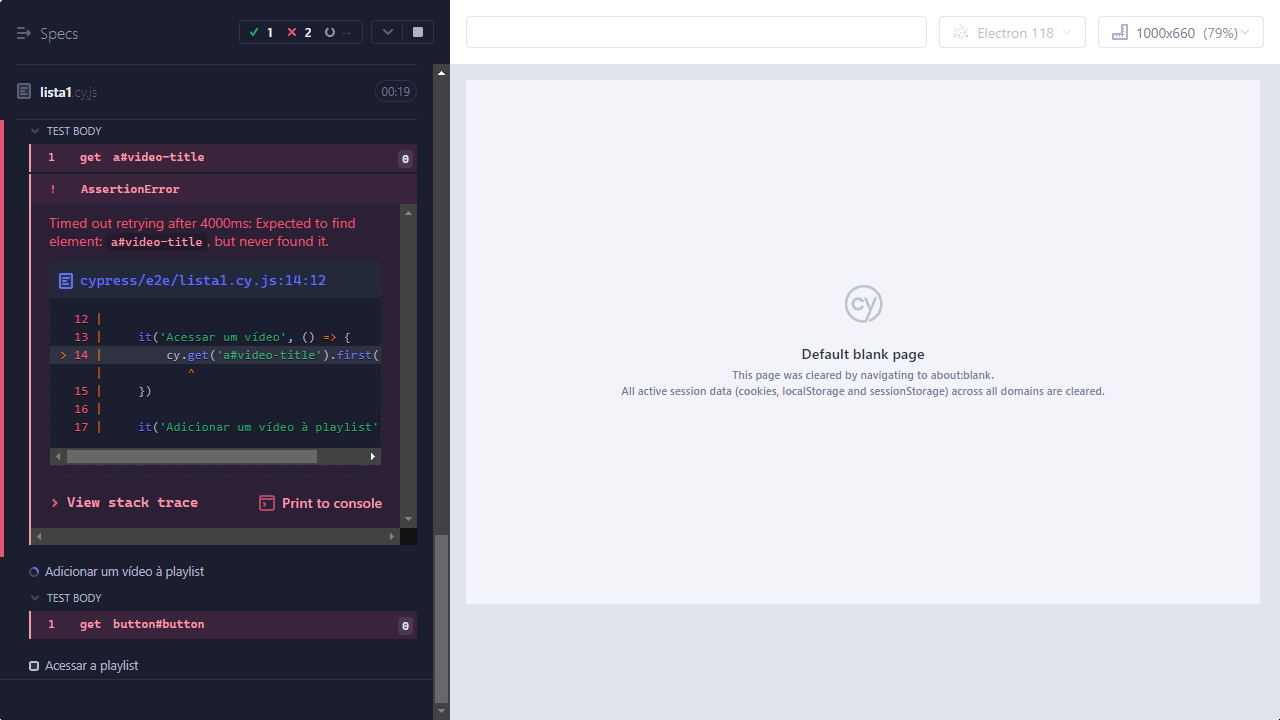 Specs
1 2 --
Electron 118
1000x660 (79%)
lista1.cy.js 00:19
TEST BODY
1 get a#video-title 0
! AssertionError
Timed out retrying after 4000ms: Expected to find
element: a#video-title, but never found it.
cypress/e2e/lista1.cy.js:14:12
12 |
13 | it('Acessar um vídeo', () => {
> 14 | cy.get('a#video-title').first(
| ^
15 | })
16 |
17 | it('Adicionar um vídeo à playlist'
> View stack trace
Print to console
Adicionar um vídeo à playlist
TEST BODY
1 get button#button 0
Acessar a playlist
cy
Default blank page
This page was cleared by navigating to about:blank.
All active session data (cookies, localStorage and sessionStorage) across all domains are cleared.